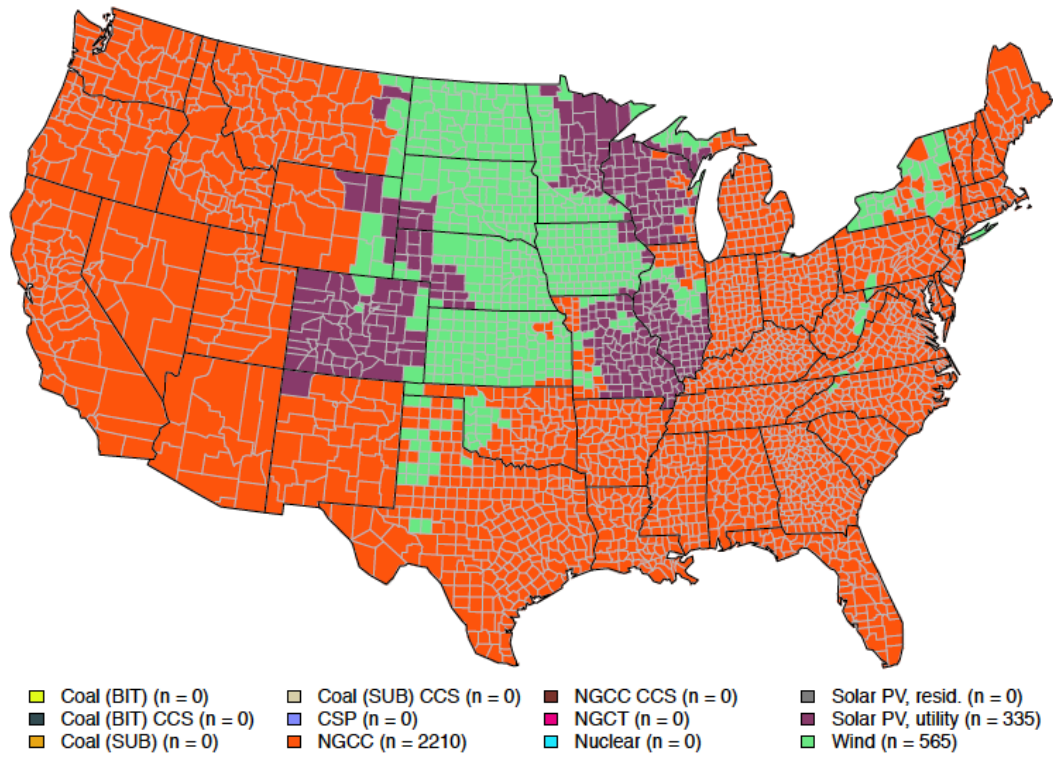 Coal (BIT) (n = 0)
Coal (BIT) CCS (n = 0)
Coal (SUB) (n = 0)
Coal (SUB) CCS (n = 0)
CSP (n = 0)
NGCC (n = 2210)
NGCC CCS (n = 0)
NGCT (n = 0)
Nuclear (n = 0)
Solar PV, resid. (n = 0)
Solar PV, utility (n = 335)
Wind (n = 565)